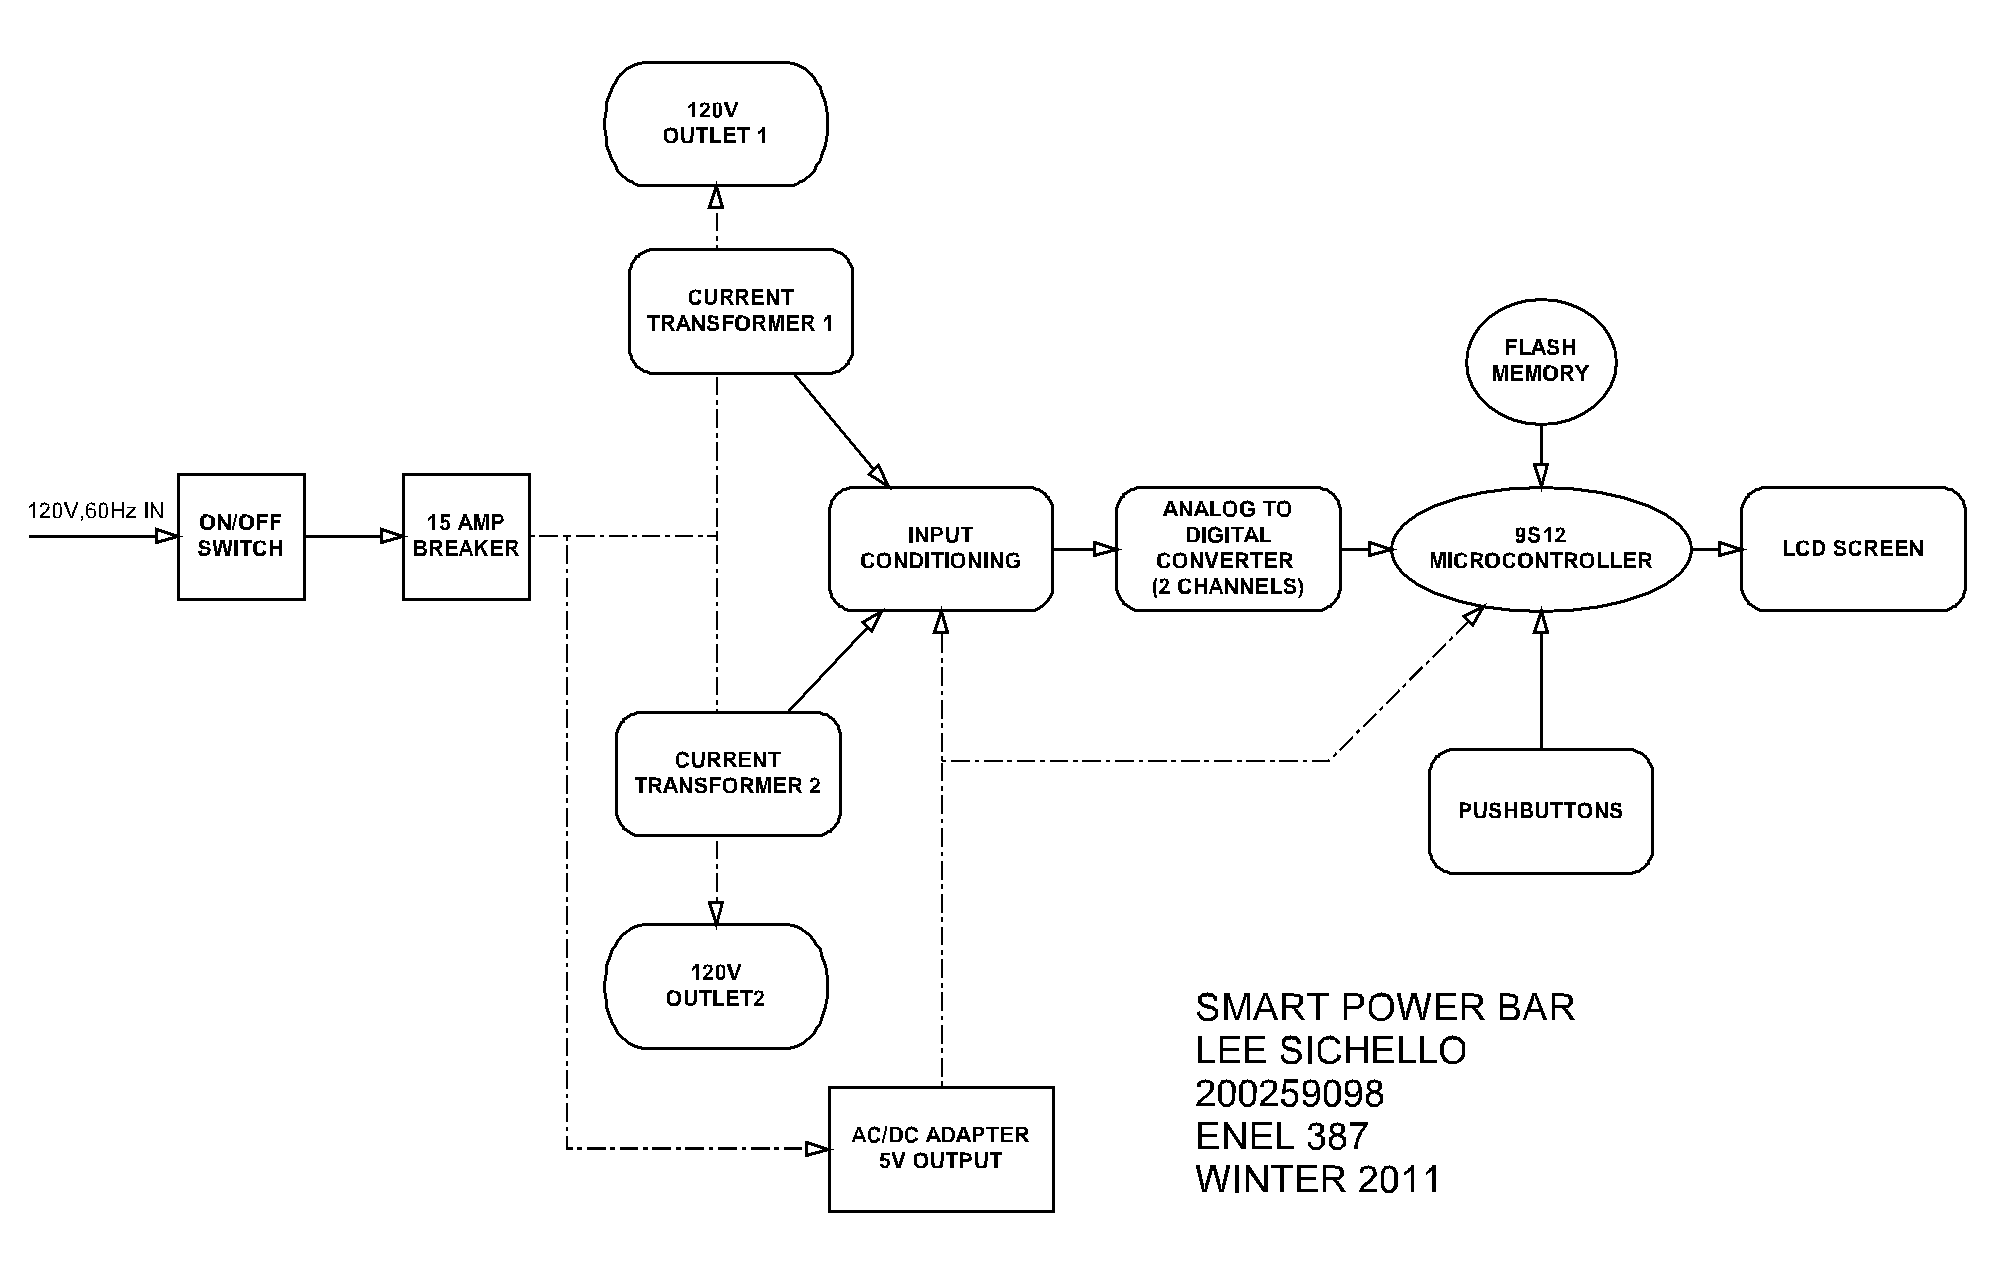 120V
OUTLET 1
CURRENT
TRANSFORMER 1
FLASH
MEMORY
120V,60Hz IN
ON/OFF
SWITCH
15 AMP
BREAKER
INPUT
CONDITIONING
ANALOG TO
DIGITAL
CONVERTER
(2 CHANNELS)
9S12
MICROCONTROLLER
LCD SCREEN
CURRENT
TRANSFORMER 2
PUSHBUTTONS
120V
OUTLET2
AC/DC ADAPTER
5V OUTPUT
SMART POWER BAR
LEE SICHELLO
200259098
ENEL 387
WINTER 2011